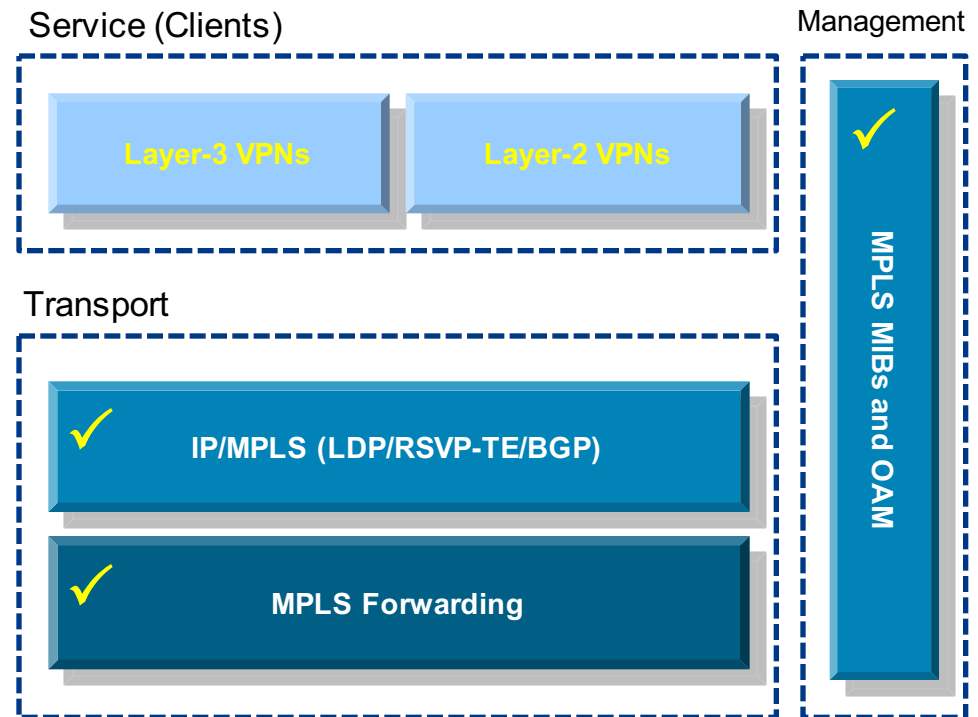 Service (Clients)
Management
Layer-3 VPNs
Layer-2 VPNs
MPLS MIBs and OAM
Transport
IP/MPLS (LDP/RSVP-TE/BGP)
MPLS Forwarding